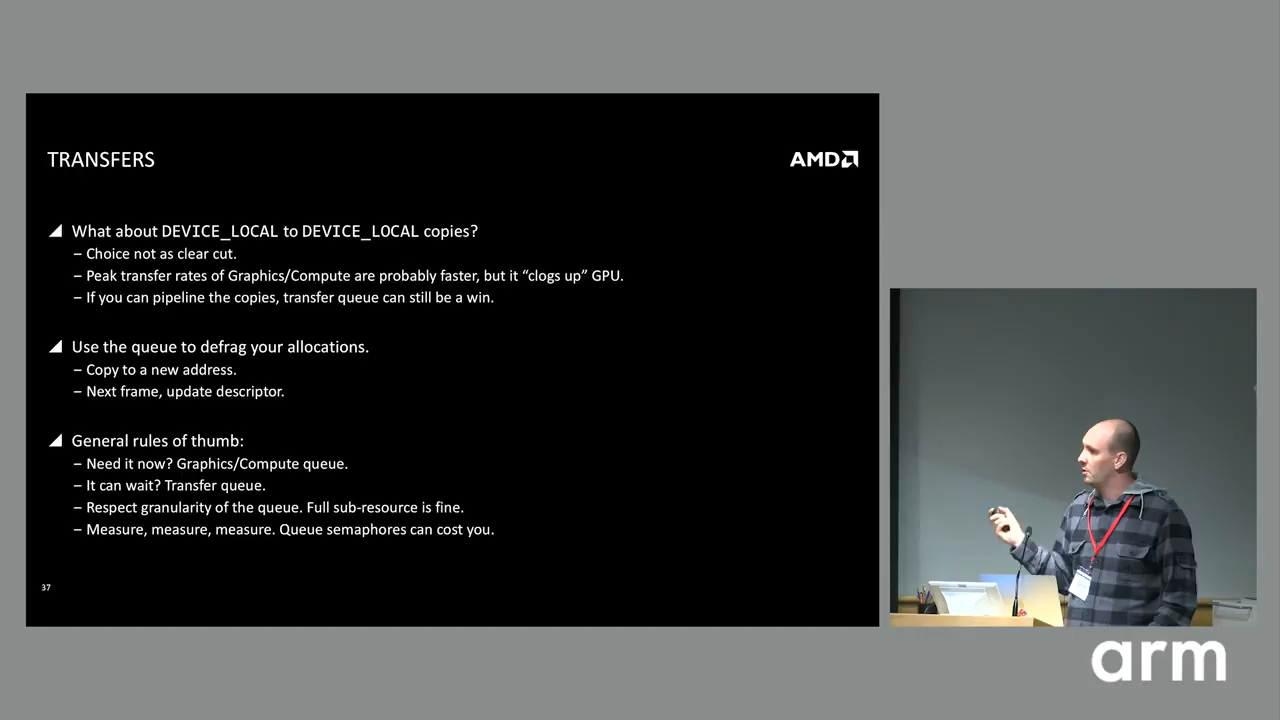 TRANSFERS
AMD
What about DEVICE_LOCAL to DEVICE_LOCAL copies?
– Choice not as clear cut.
– Peak transfer rates of Graphics/Compute are probably faster, but it “clogs up” GPU.
– If you can pipeline the copies, transfer queue can still be a win.
Use the queue to defrag your allocations.
– Copy to a new address.
– Next frame, update descriptor.
General rules of thumb:
– Need it now? Graphics/Compute queue.
– It can wait? Transfer queue.
– Respect granularity of the queue. Full sub-resource is fine.
– Measure, measure, measure. Queue semaphores can cost you.
37
arm